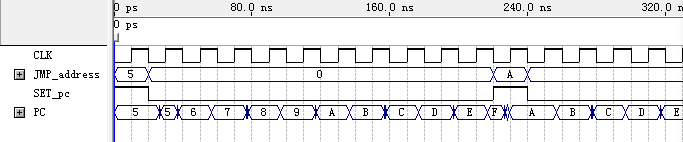 0 ps 80.0 ns 160.0 ns 240.0 ns 320.0 n
0 ps
CLK
JMP_address 5 0 A
SET_pc
PC 5 5 6 7 8 9 A B C D E F A B C D E